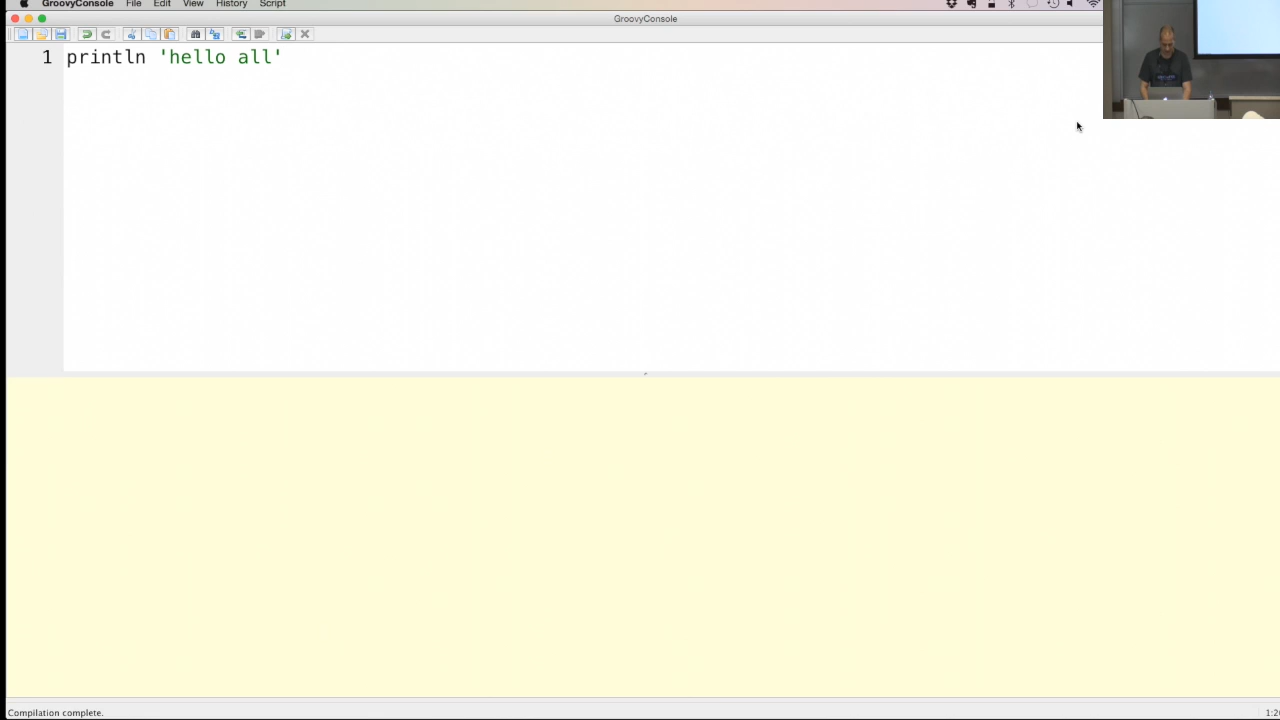 GroovyConsole File Edit View History Script
GroovyConsole
1 println 'hello all'
Compilation complete.